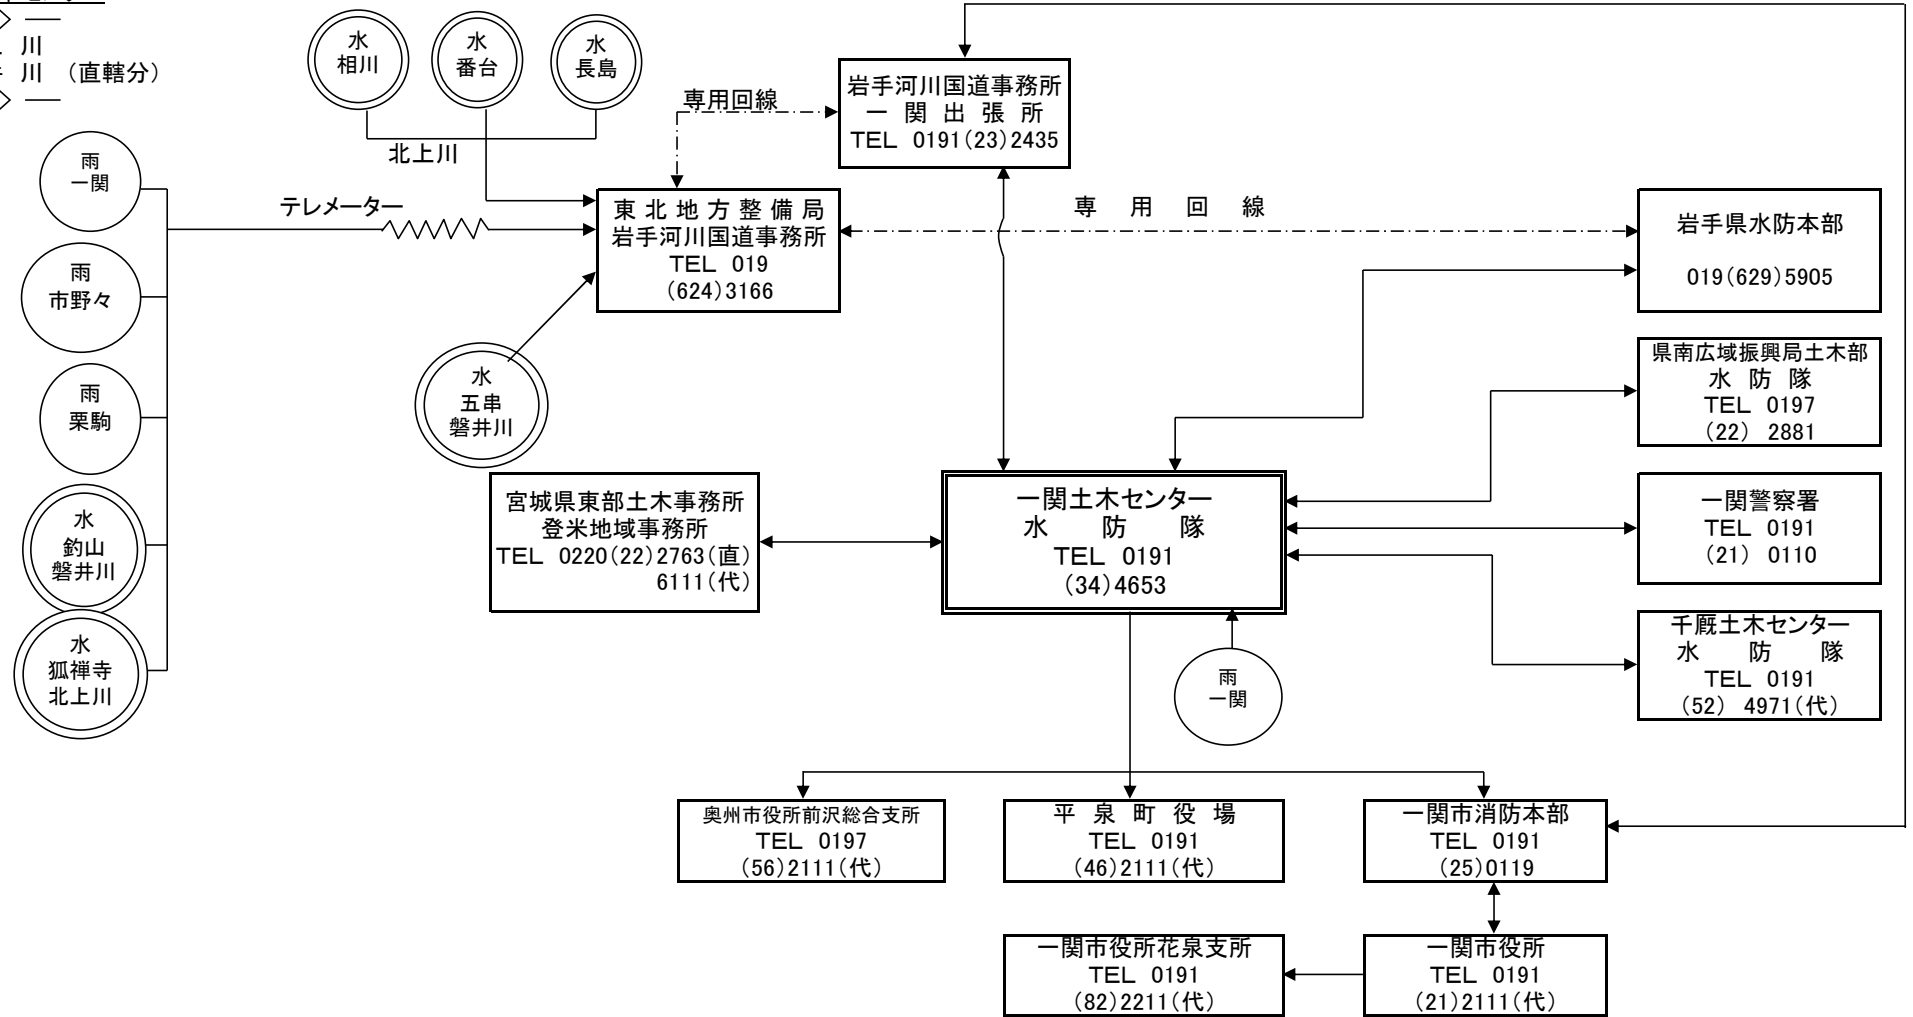 川
川 （直轄分）
水
相川
水
番台
水
長島
北上川
専用回線
岩手河川国道事務所
一 関 出 張 所
TEL 0191(23)2435
雨
一関
雨
市野々
雨
栗駒
水
釣山
磐井川
水
狐禅寺
北上川
テレメーター
東 北 地 方 整 備 局
岩手河川国道事務所
TEL 019
(624)3166
専 用 回 線
岩手県水防本部
019(629)5905
水
五串
磐井川
県南広域振興局土木部
水 防 隊
TEL 0197
(22) 2881
宮城県東部土木事務所
登米地域事務所
TEL 0220(22)2763(直)
6111(代)
一関土木センター
水 防 隊
TEL 0191
(34)4653
一関警察署
TEL 0191
(21) 0110
千厩土木センター
水 防 隊
TEL 0191
(52) 4971(代)
雨
一関
奥州市役所前沢総合支所
TEL 0197
(56)2111(代)
平 泉 町 役 場
TEL 0191
(46)2111(代)
一関市消防本部
TEL 0191
(25)0119
一関市役所花泉支所
TEL 0191
(82)2211(代)
一関市役所
TEL 0191
(21)2111(代)